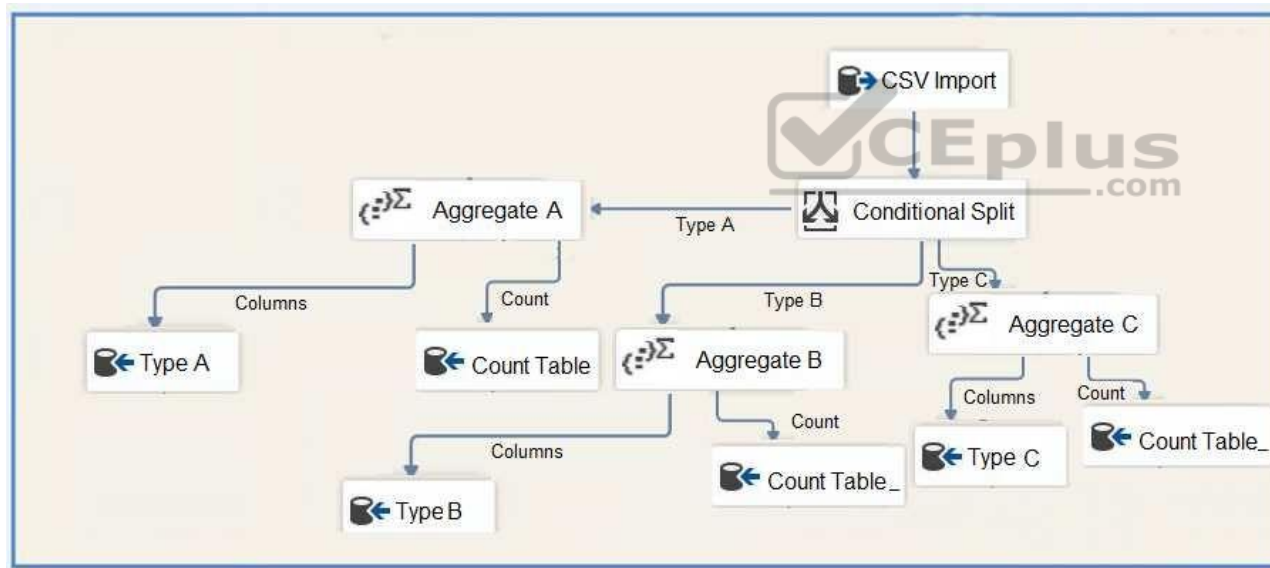 CSV Import
CEplus
.com
Aggregate A
Type A
Conditional Split
Columns
Count
Type B
Type C
Type A
Count Table
Aggregate B
Aggregate C
Columns
Count
Columns
Count
Type B
Count Table_
Type C
Count Table_